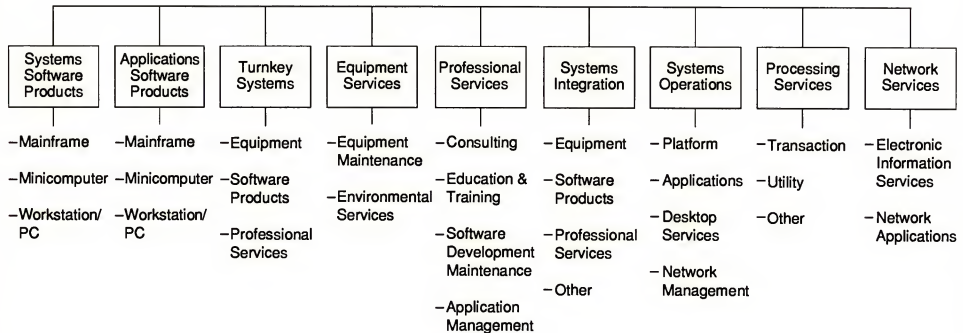 Systems
Software
Products
Applications
Software
Products
Turnkey
Systems
Equipment
Services
Professional
Services
Systems
Integration
Systems
Operations
Processing
Services
Network
Services
–Mainframe
–Minicomputer
–Workstation/
PC
–Mainframe
–Minicomputer
–Workstation/
PC
–Equipment
–Software
Products
–Professional
Services
–Equipment
Maintenance
–Environmental
Services
–Consulting
–Education &
Training
–Software
Development
Maintenance
–Application
Management
–Equipment
–Software
Products
–Professional
Services
–Other
–Platform
–Applications
–Desktop
Services
–Network
Management
–Transaction
–Utility
–Other
–Electronic
Information
Services
–Network
Applications